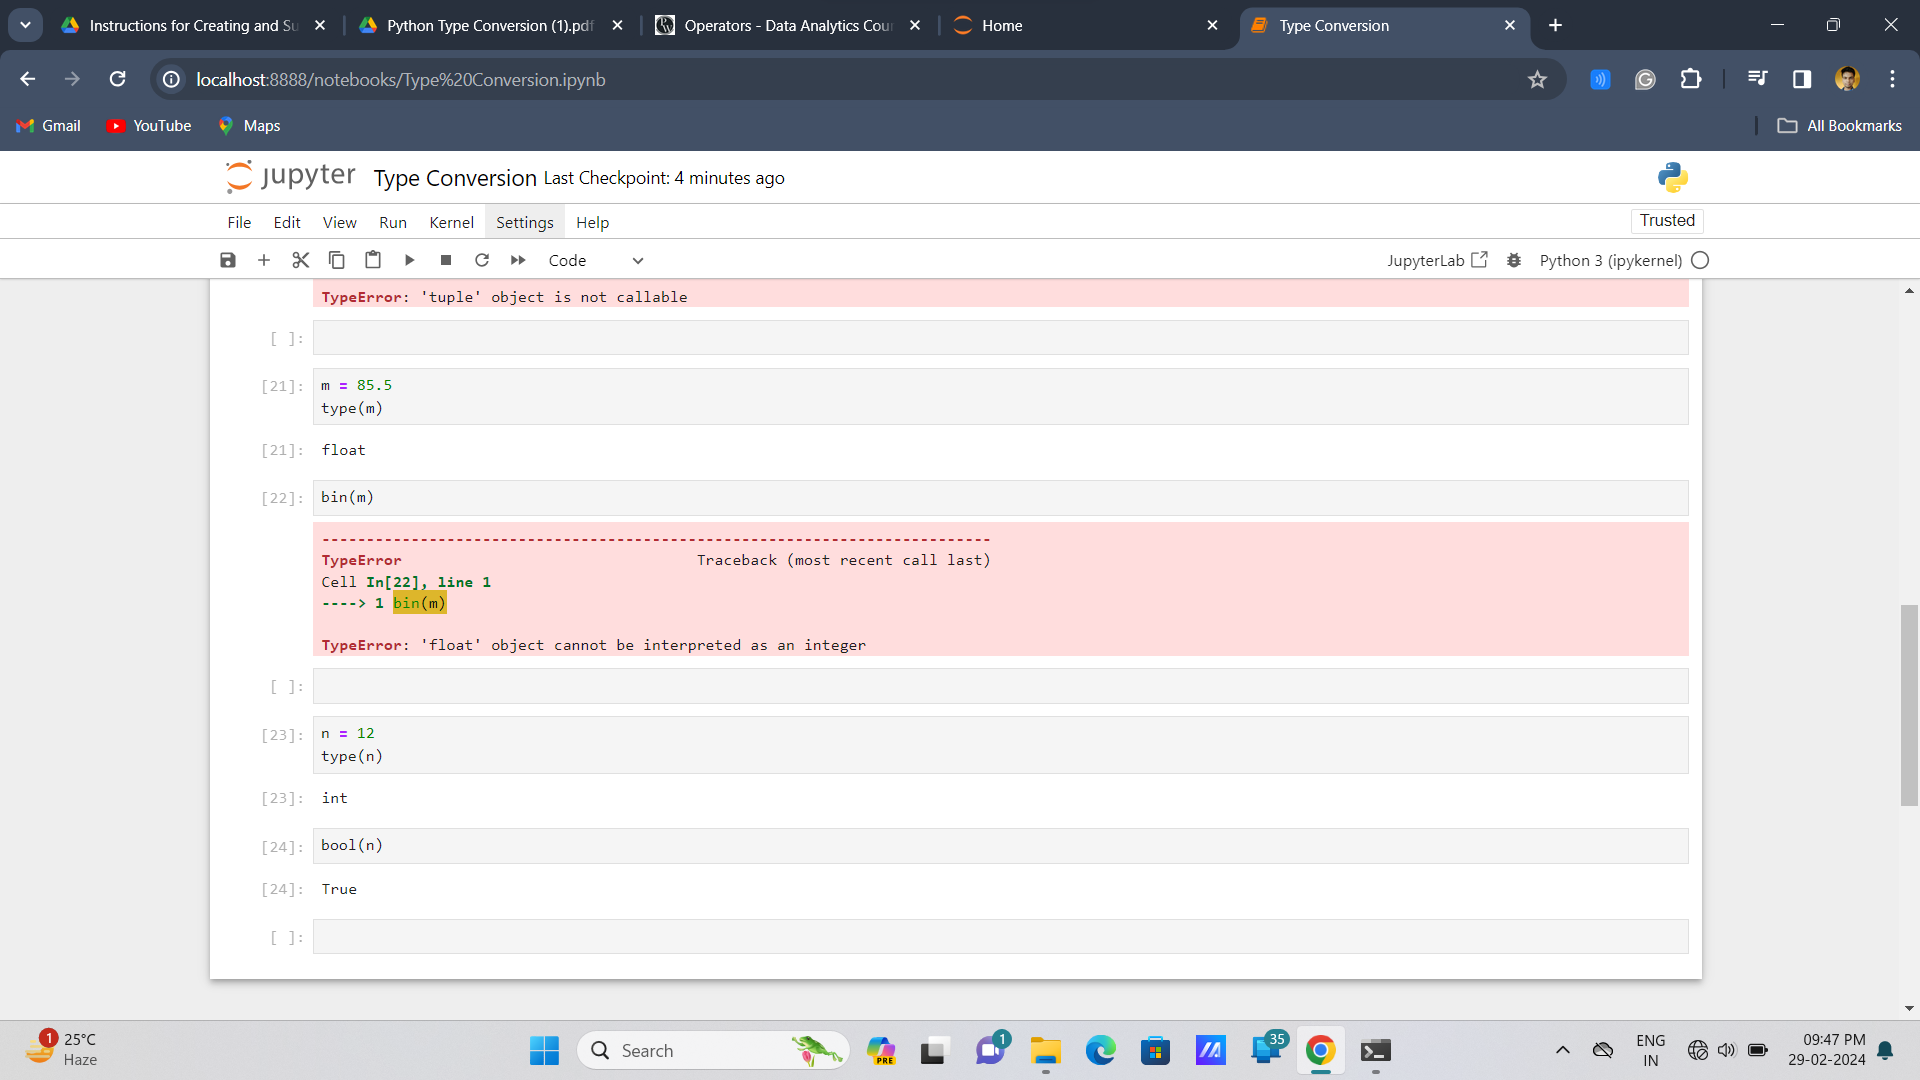 Instructions for Creating and Su
Python Type Conversion (1).pdf
Operators - Data Analytics Cour
Home
Type Conversion
localhost:8888/notebooks/Type%20Conversion.ipynb
Gmail
YouTube
Maps
All Bookmarks
jupyter
Type Conversion
Last Checkpoint: 4 minutes ago
File Edit View Run Kernel Settings Help
Trusted
Code
JupyterLab
Python 3 (ipykernel)
TypeError: 'tuple' object is not callable
[ ]:
[21]: m = 85.5
type(m)
[21]: float
[22]: bin(m)
---------------------------------------------------------------------------
TypeError Traceback (most recent call last)
Cell In[22], line 1
----> 1 bin(m)
TypeError: 'float' object cannot be interpreted as an integer
[ ]:
[23]: n = 12
type(n)
[23]: int
[24]: bool(n)
[24]: True
[ ]:
1
25°C
Haze
Search
PRE
1
35
ENG
IN
09:47 PM
29-02-2024